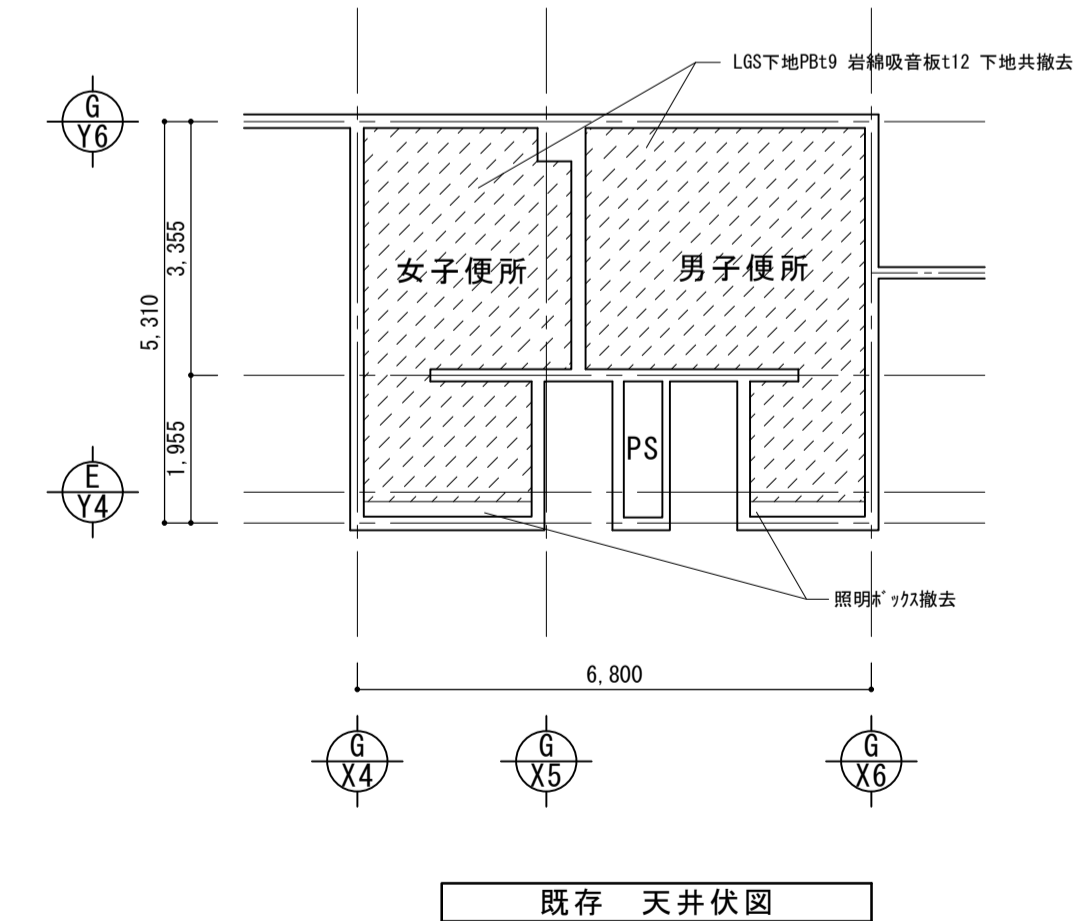 LGS下地PBt9 岩綿吸音板t12 下地共撤去
G
Y6
3,355
5,310
女子便所
男子便所
1,955
PS
E
Y4
照明ﾎﾞｯｸｽ撤去
6,800
G
X4
G
X5
G
X6
既存 天井伏図